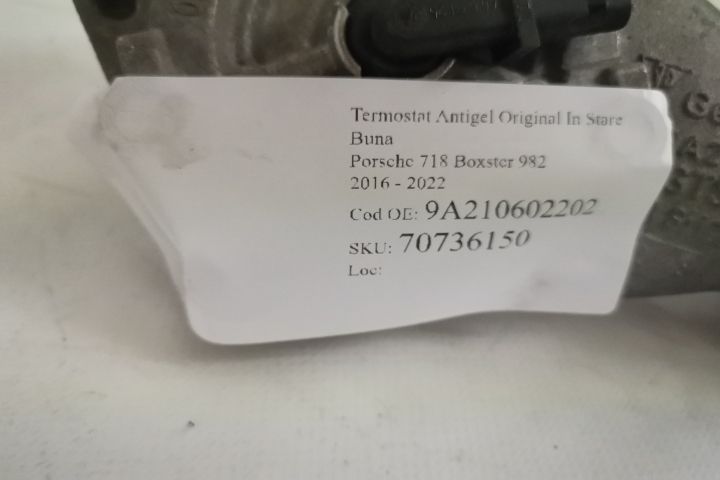 Termostat Antigel Original In Stare
Buna
Porsche 718 Boxster 982
2016 - 2022
Cod OE: 9A210602202
SKU: 70736150
Loc: